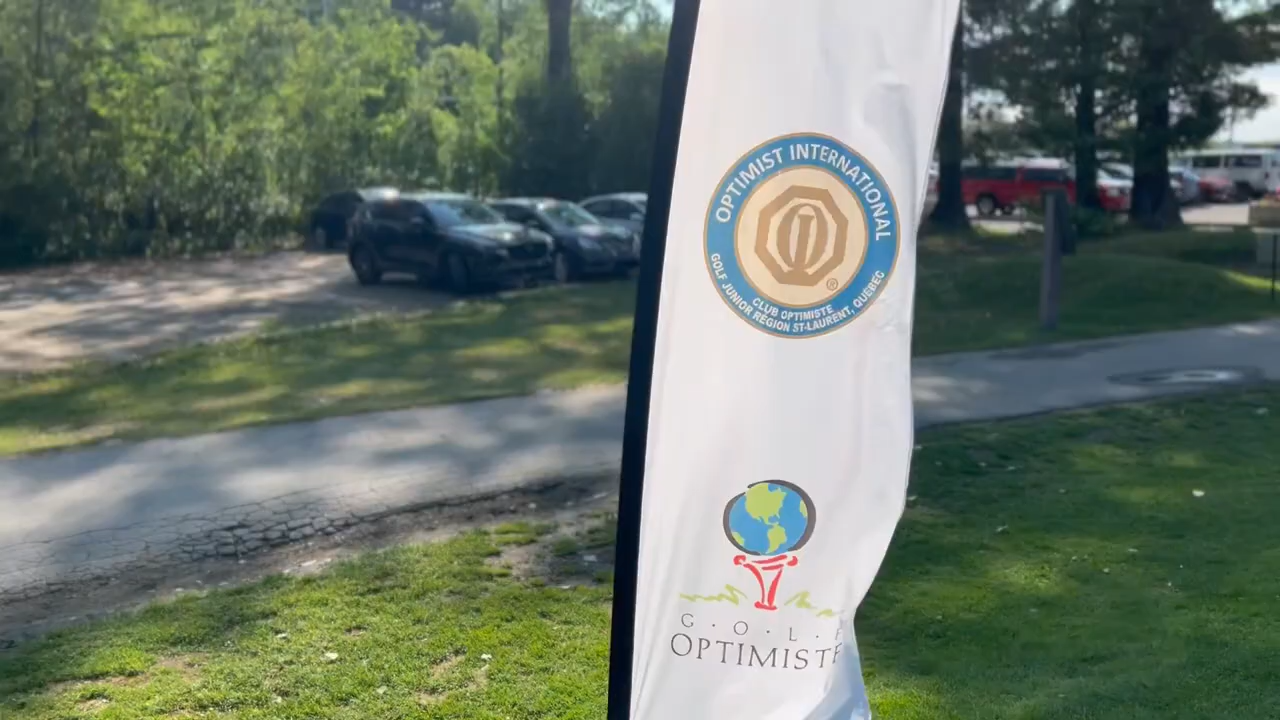 OPTIMIST INTERNATIONAL
®
CLUB OPTIMISTE
GOLF JUNIOR RÉGION ST-LAURENT, QUÉBEC
G·O·L·F
OPTIMISTE